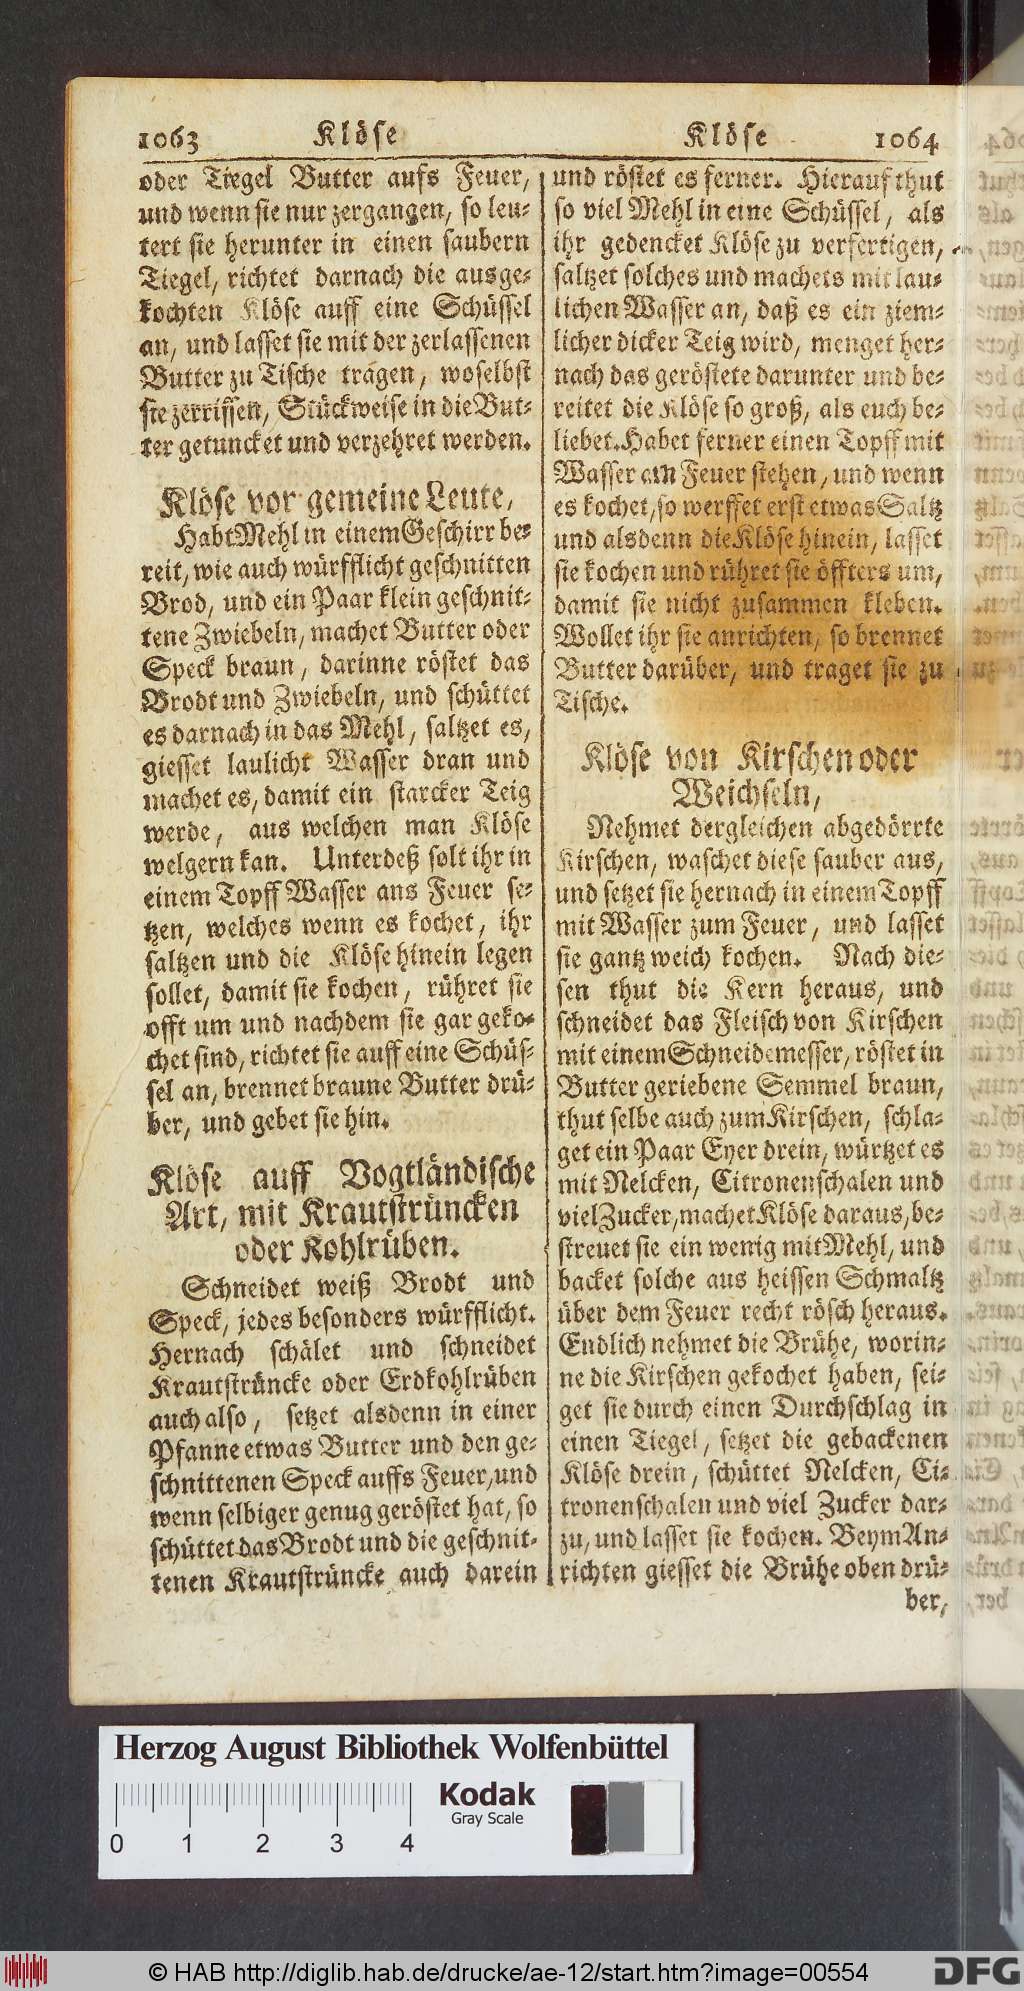 1063 Klöse
oder Tiegel Butter aufs Feuer,
und wenn sie nur zergangen, so leu-
tert sie herunter in einen saubern
Tiegel, richtet darnach die ausge-
kochten Klöse auff eine Schüssel
an, und lasset sie mit der zerlassenen
Butter zu Tische tragen, woselbst
sie zerrissen, Stückweise in die But-
ter getuncket und verzehret werden.
Klöse vor gemeine Leute,
Habt Mehl in einem Geschirr be-
reit, wie auch würfflicht geschnitten
Brod, und ein Paar klein geschnit-
tene Zwiebeln, machet Butter oder
Speck braun, darinne röstet das
Brodt und Zwiebeln, und schüttet
es darnach in das Mehl, saltzet es,
giesset laulicht Wasser dran und
machet es, damit ein starcker Teig
werde, aus welchen man Klöse
welgern kan. Unterdeß solt ihr in
einem Topff Wasser ans Feuer se-
tzen, welches wenn es kochet, ihr
saltzen und die Klöse hinein legen
sollet, damit sie kochen, rühret sie
offt um und nachdem sie gar geko-
chet sind, richtet sie auff eine Schüs-
sel an, brennet braune Butter drü-
ber, und gebet sie hin.
Klöse auff Vogtländische
Art, mit Krautstrüncken
oder Kohlrüben.
Schneidet weiß Brodt und
Speck, jedes besonders würfflicht.
Hernach schälet und schneidet
Krautstrüncke oder Erdkohlrüben
auch also, setzet alsdenn in einer
Pfanne etwas Butter und den ge-
schnittenen Speck auffs Feuer, und
wenn selbiger genug geröstet hat, so
schüttet das Brodt und die geschnit-
tenen Krautstrüncke auch darein
Klöse 1064
und röstet es ferner. Hierauf thut
so viel Mehl in eine Schüssel, als
ihr gedencket Klöse zu verfertigen,
saltzet solches und machets mit lau-
lichen Wasser an, daß es ein ziem-
licher dicker Teig wird, menget her-
nach das geröstete darunter und be-
reitet die Klöse so groß, als euch be-
liebet. Habet ferner einen Topff mit
Wasser am Feuer stehen, und wenn
es kochet, so werffet erst etwas Saltz
und alsdenn die Klöse hinein, lasset
sie kochen und rühret sie öffters um,
damit sie nicht zusammen kleben.
Wollet ihr sie anrichten, so brennet
Butter darüber, und traget sie zu
Tische.
Klöse von Kirschen oder
Weichseln,
Nehmet dergleichen abgedörrte
Kirschen, waschet diese sauber aus,
und setzet sie hernach in einem Topff
mit Wasser zum Feuer, und lasset
sie gantz weich kochen. Nach die-
sen thut die Kern heraus, und
schneidet das Fleisch von Kirschen
mit einem Schneidemesser, röstet in
Butter geriebene Semmel braun,
thut selbe auch zum Kirschen, schla-
get ein Paar Eyer drein, würtzet es
mit Nelcken, Citronenschalen und
viel Zucker, machet Klöse daraus, be-
streuet sie ein wenig mit Mehl, und
backet solche aus heissen Schmaltz
über dem Feuer recht rösch heraus.
Endlich nehmet die Brühe, worin-
ne die Kirschen gekochet haben, sei-
get sie durch einen Durchschlag in
einen Tiegel, setzet die gebackenen
Klöse drein, schüttet Nelcken, Ci-
tronenschalen und viel Zucker dar-
zu, und lasset sie kochen. Beym An-
richten giesset die Brühe oben drü-
ber,
Herzog August Bibliothek Wolfenbüttel
0 1 2 3 4
Kodak
Gray Scale
© HAB http://diglib.hab.de/drucke/ae-12/start.htm?image=00554
DFG